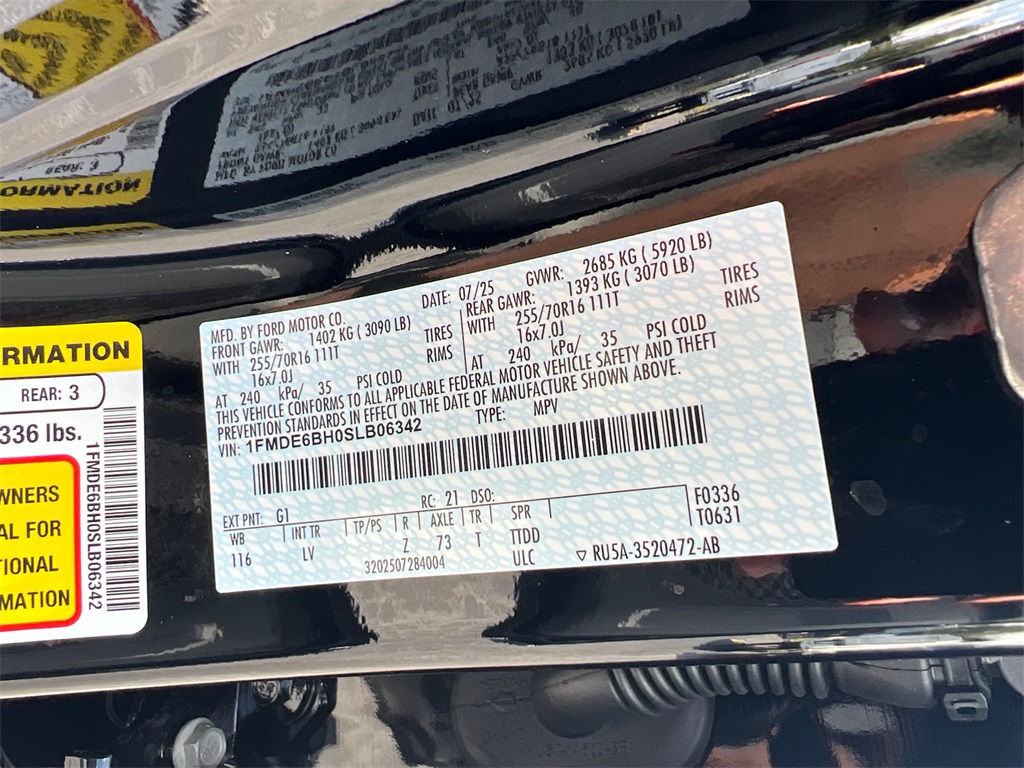 MFD. BY FORD MOTOR CO.
DATE: 07/25
GVWR: 2685 KG ( 5920 LB)
FRONT GAWR: 1402 KG ( 3090 LB)
REAR GAWR: 1393 KG ( 3070 LB)
WITH 255/70R16 111T TIRES
WITH 255/70R16 111T TIRES
16x7.0J RIMS
16x7.0J RIMS
AT 240 kPa/ 35 PSI COLD
AT 240 kPa/ 35 PSI COLD
THIS VEHICLE CONFORMS TO ALL APPLICABLE FEDERAL MOTOR VEHICLE SAFETY AND THEFT
PREVENTION STANDARDS IN EFFECT ON THE DATE OF MANUFACTURE SHOWN ABOVE.
VIN: 1FMDE6BH0SLB06342
TYPE: MPV
EXT PNT: G1
RC: 21 DSO:
F0336
T0631
WB INT TR TP/PS R AXLE TR SPR
116 LV Z 73 T TTDD
3202507284004
ULC
RU5A-3520472-AB
RMATION
REAR: 3
336 lbs.
WNERS
AL FOR
TIONAL
MATION
1FMDE6BH0SLB06342